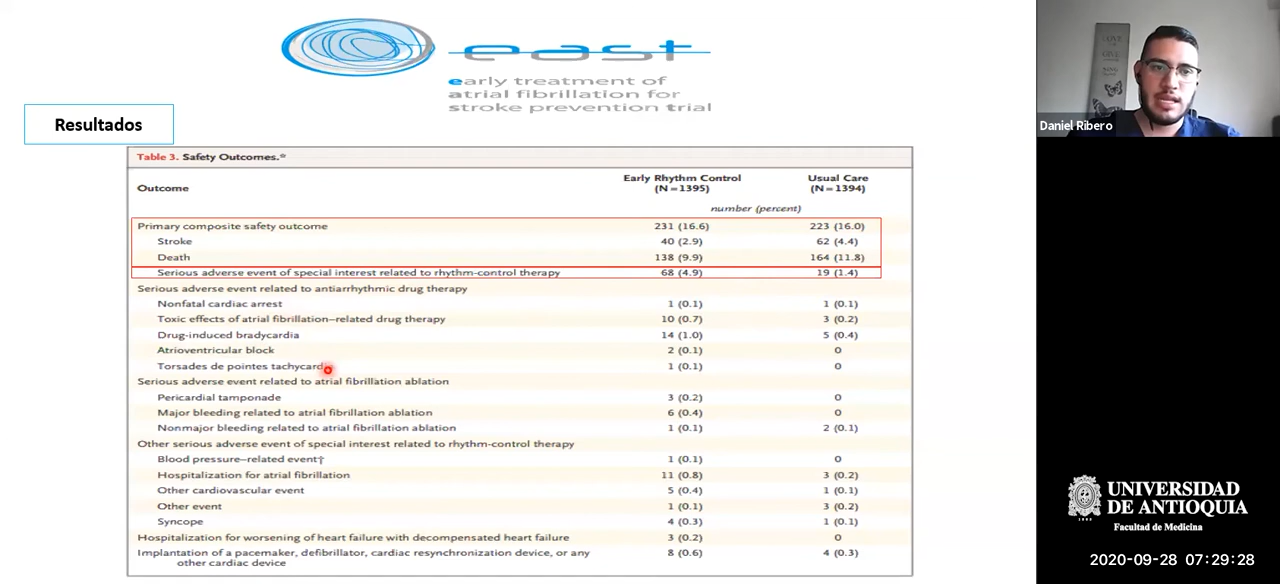 east
early treatment of
atrial fibrillation for
stroke prevention trial
Resultados
Table 3. Safety Outcomes.*
Outcome Early Rhythm Control (N=1395) Usual Care (N=1394)
number (percent)
Primary composite safety outcome 231 (16.6) 223 (16.0)
Stroke 40 (2.9) 62 (4.4)
Death 138 (9.9) 164 (11.8)
Serious adverse event of special interest related to rhythm-control therapy 68 (4.9) 19 (1.4)
Serious adverse event related to antiarrhythmic drug therapy
Nonfatal cardiac arrest 1 (0.1) 1 (0.1)
Toxic effects of atrial fibrillation–related drug therapy 10 (0.7) 3 (0.2)
Drug-induced bradycardia 14 (1.0) 5 (0.4)
Atrioventricular block 2 (0.1) 0
Torsades de pointes tachycard 1 (0.1) 0
Serious adverse event related to atrial fibrillation ablation
Pericardial tamponade 3 (0.2) 0
Major bleeding related to atrial fibrillation ablation 6 (0.4) 0
Nonmajor bleeding related to atrial fibrillation ablation 1 (0.1) 2 (0.1)
Other serious adverse event of special interest related to rhythm-control therapy
Blood pressure–related event† 1 (0.1) 0
Hospitalization for atrial fibrillation 11 (0.8) 3 (0.2)
Other cardiovascular event 5 (0.4) 1 (0.1)
Other event 1 (0.1) 3 (0.2)
Syncope 4 (0.3) 1 (0.1)
Hospitalization for worsening of heart failure with decompensated heart failure 3 (0.2) 0
Implantation of a pacemaker, defibrillator, cardiac resynchronization device, or any 8 (0.6) 4 (0.3)
other cardiac device
LOVE
GIVE
Daniel Ribero
UNIVERSIDAD
DE ANTIOQUIA
1803
Facultad de Medicina
2020-09-28 07:29:28